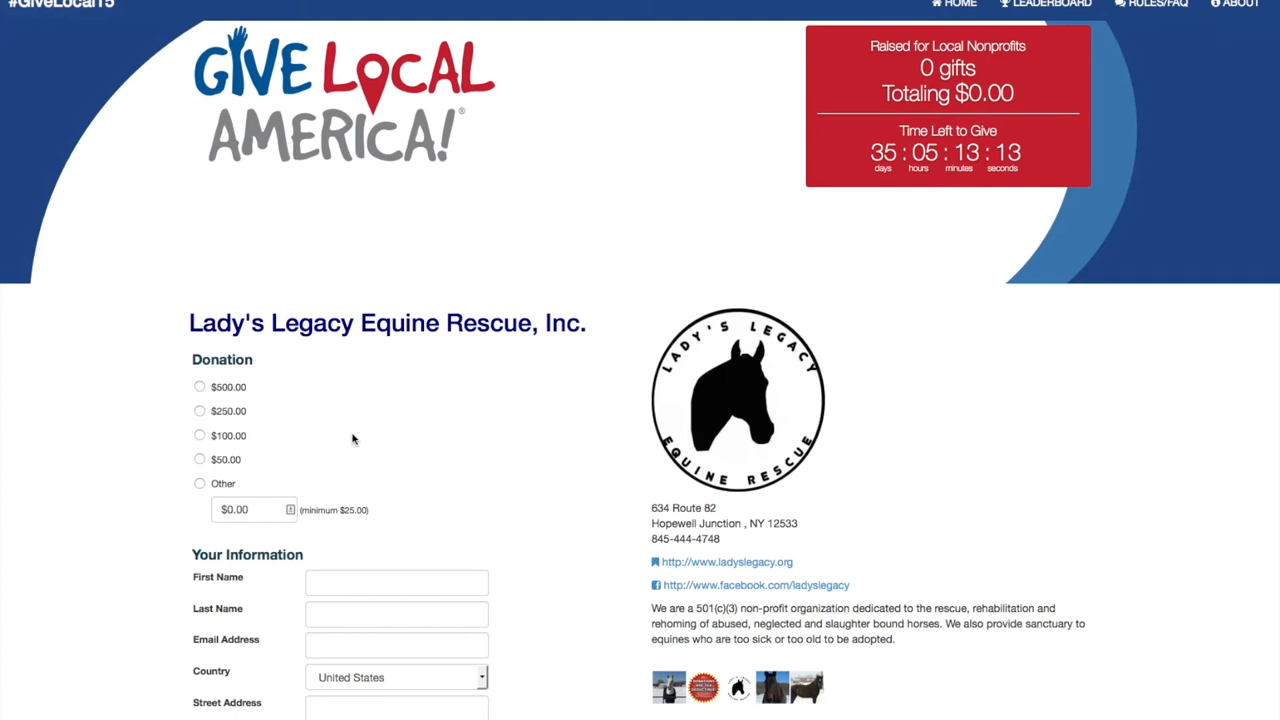 #GiveLocal15
HOME LEADERBOARD RULES/FAQ ABOUT
GIVE LOCAL
AMERICA!®
Raised for Local Nonprofits
0 gifts
Totaling $0.00
Time Left to Give
35 : 05 : 13 : 13
days hours minutes seconds
Lady's Legacy Equine Rescue, Inc.
Donation
$500.00
$250.00
$100.00
$50.00
Other
$0.00 (minimum $25.00)
Your Information
First Name
Last Name
Email Address
Country United States
Street Address
LADY'S LEGACY
EQUINE RESCUE
634 Route 82
Hopewell Junction , NY 12533
845-444-4748
http://www.ladyslegacy.org
http://www.facebook.com/ladyslegacy
We are a 501(c)(3) non-profit organization dedicated to the rescue, rehabilitation and
rehoming of abused, neglected and slaughter bound horses. We also provide sanctuary to
equines who are too sick or too old to be adopted.